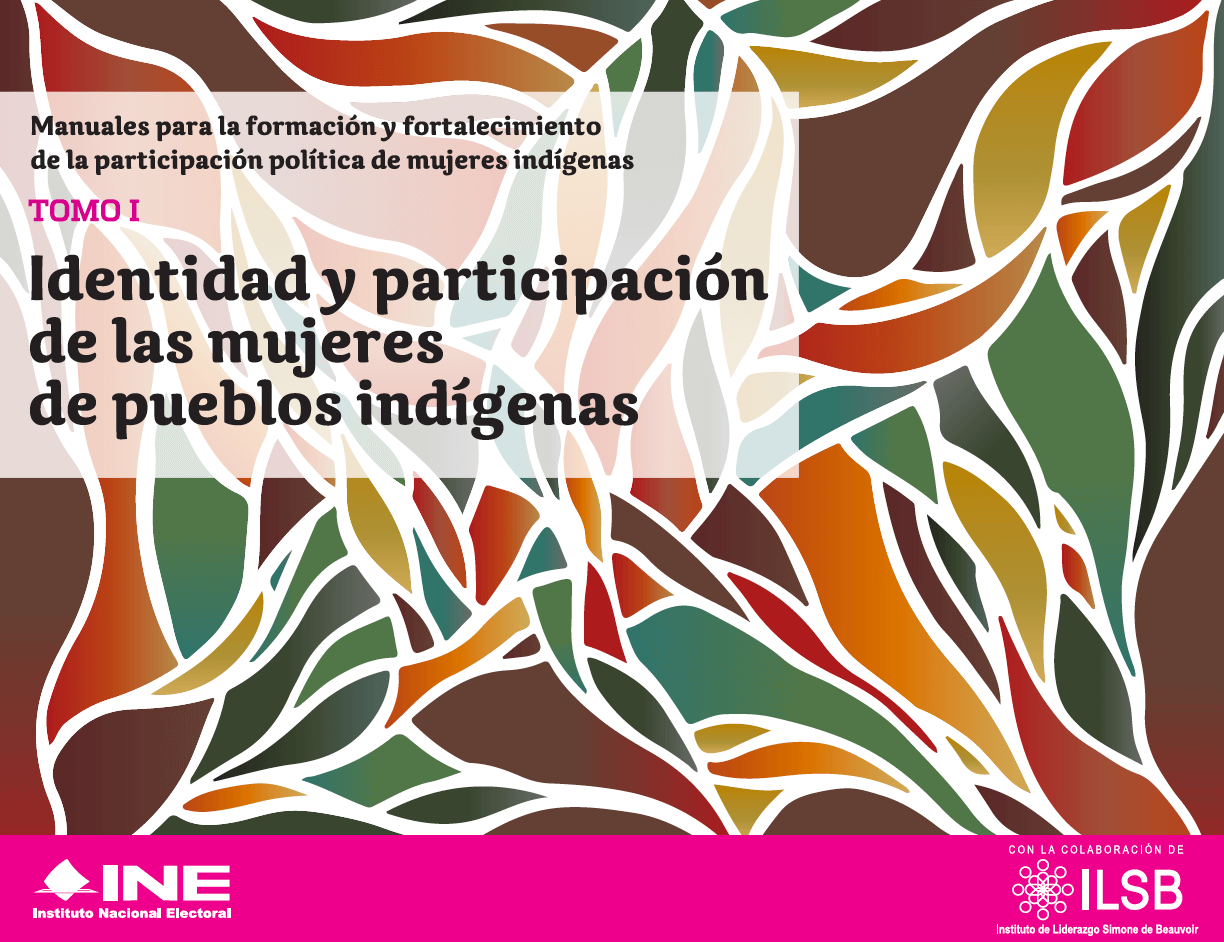 Manuales para la formación y fortalecimiento
de la participación política de mujeres indígenas
TOMO I
Identidad y participación
de las mujeres
de pueblos indígenas
INE
Instituto Nacional Electoral
CON LA COLABORACIÓN DE
ILSB
Instituto de Liderazgo Simone de Beauvoir